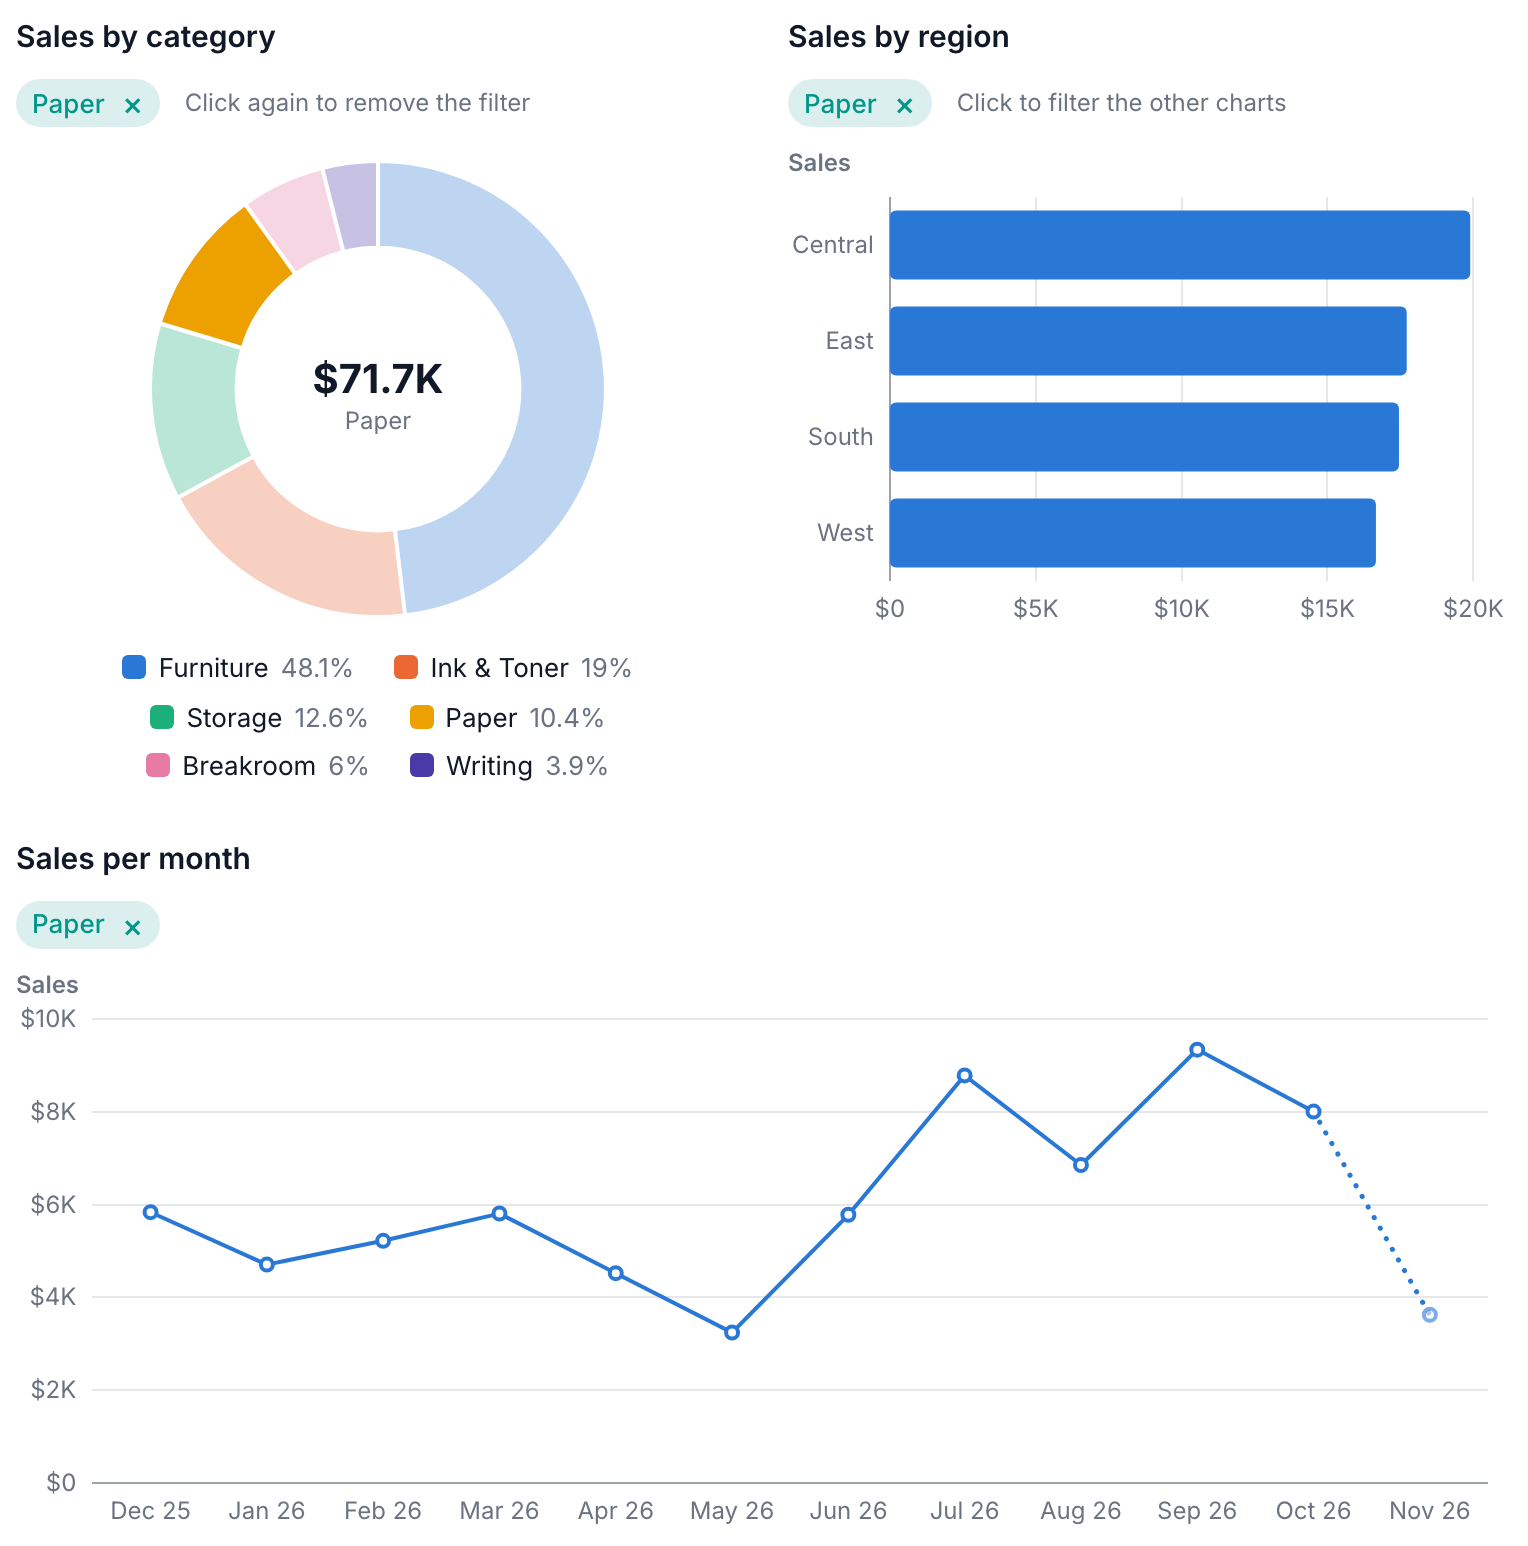 Sales by category
Paper ×
Click again to remove the filter
$71.7K
Paper
Furniture 48.1%
Ink & Toner 19%
Storage 12.6%
Paper 10.4%
Breakroom 6%
Writing 3.9%
Sales by region
Paper ×
Click to filter the other charts
Sales
Central
East
South
West
$0 $5K $10K $15K $20K
Sales per month
Paper ×
Sales
$10K
$8K
$6K
$4K
$2K
$0
Dec 25 Jan 26 Feb 26 Mar 26 Apr 26 May 26 Jun 26 Jul 26 Aug 26 Sep 26 Oct 26 Nov 26